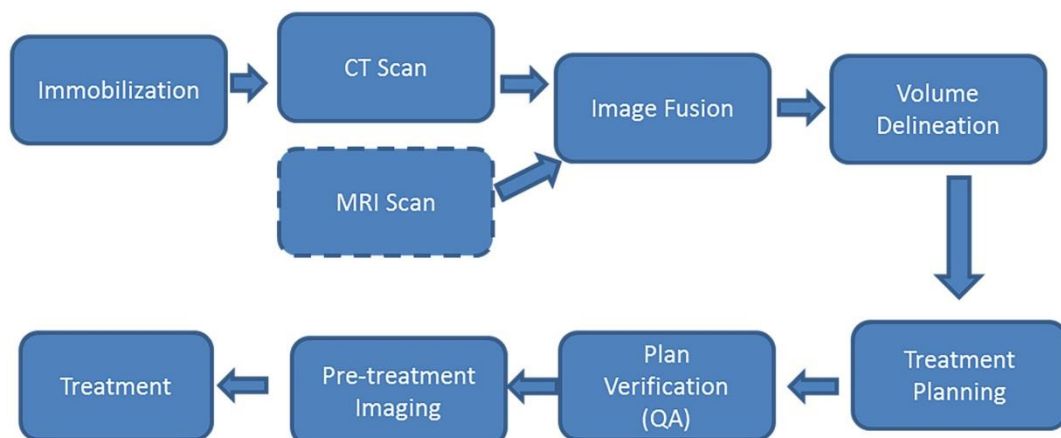 Immobilization
CT Scan
MRI Scan
Image Fusion
Volume
Delineation
Treatment
Planning
Plan
Verification
(QA)
Pre-treatment
Imaging
Treatment